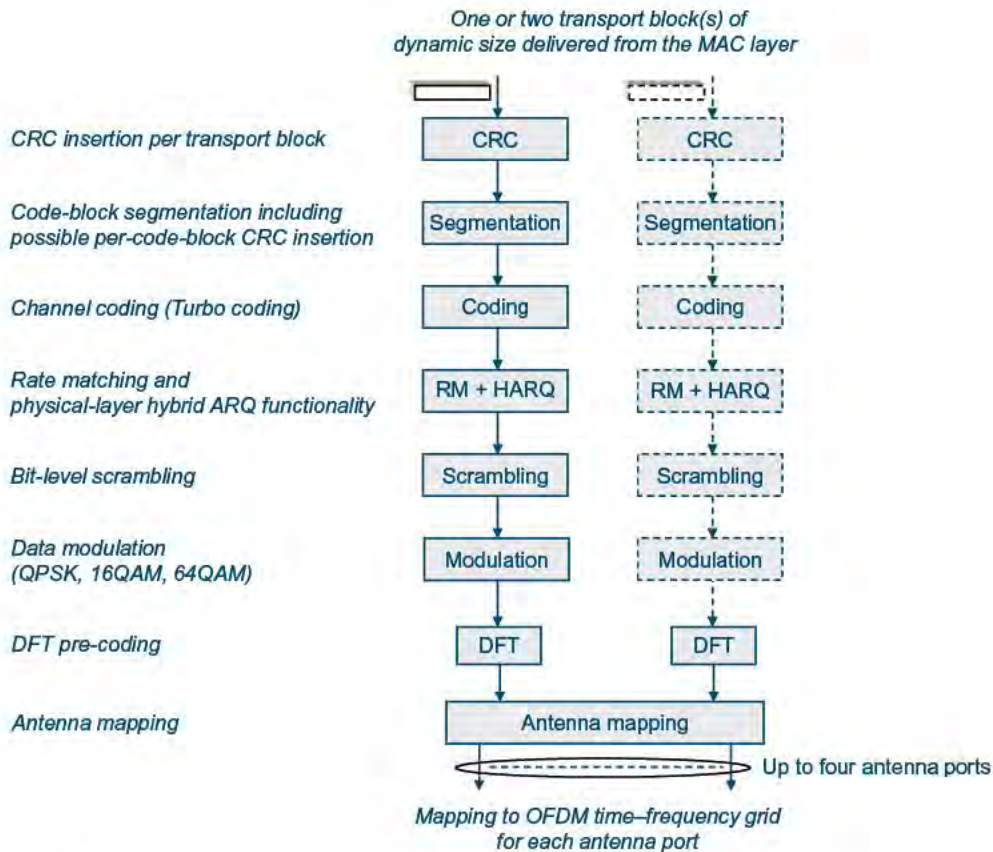 One or two transport block(s) of
dynamic size delivered from the MAC layer
CRC insertion per transport block
CRC
CRC
Code-block segmentation including
possible per-code-block CRC insertion
Segmentation
Segmentation
Channel coding (Turbo coding)
Coding
Coding
Rate matching and
physical-layer hybrid ARQ functionality
RM + HARQ
RM + HARQ
Bit-level scrambling
Scrambling
Scrambling
Data modulation
(QPSK, 16QAM, 64QAM)
Modulation
Modulation
DFT pre-coding
DFT
DFT
Antenna mapping
Antenna mapping
Up to four antenna ports
Mapping to OFDM time–frequency grid
for each antenna port